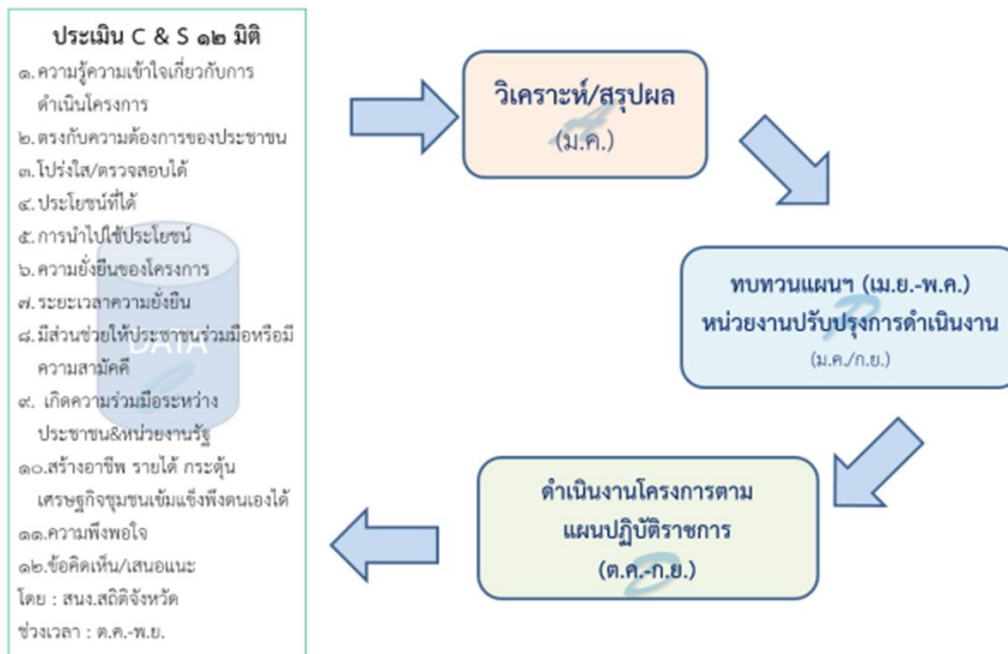 ประเมิน C & S ๑๒ มิติ
๑. ความรู้ความเข้าใจเกี่ยวกับการ
ดำเนินโครงการ
๒. ตรงกับความต้องการของประชาชน
๓. โปร่งใส/ตรวจสอบได้
๔. ประโยชน์ที่ได้
๕. การนำไปใช้ประโยชน์
๖. ความยั่งยืนของโครงการ
๗. ระยะเวลาความยั่งยืน
๘. มีส่วนช่วยให้ประชาชนร่วมมือหรือมี
ความสามัคคี
๙. เกิดความร่วมมือระหว่าง
ประชาชน&หน่วยงานรัฐ
๑๐.สร้างอาชีพ รายได้ กระตุ้น
เศรษฐกิจชุมชนเข้มแข็งพึ่งตนเองได้
๑๑.ความพึงพอใจ
๑๒.ข้อคิดเห็น/เสนอแนะ
โดย : สนง.สถิติจังหวัด
ช่วงเวลา : ต.ค.-พ.ย.
DATA
C
วิเคราะห์/สรุปผล
(ม.ค.)
A
ทบทวนแผนฯ (เม.ย.-พ.ค.)
หน่วยงานปรับปรุงการดำเนินงาน
(ม.ค./ก.ย.)
P
ดำเนินงานโครงการตาม
แผนปฏิบัติราชการ
(ต.ค.-ก.ย.)
D